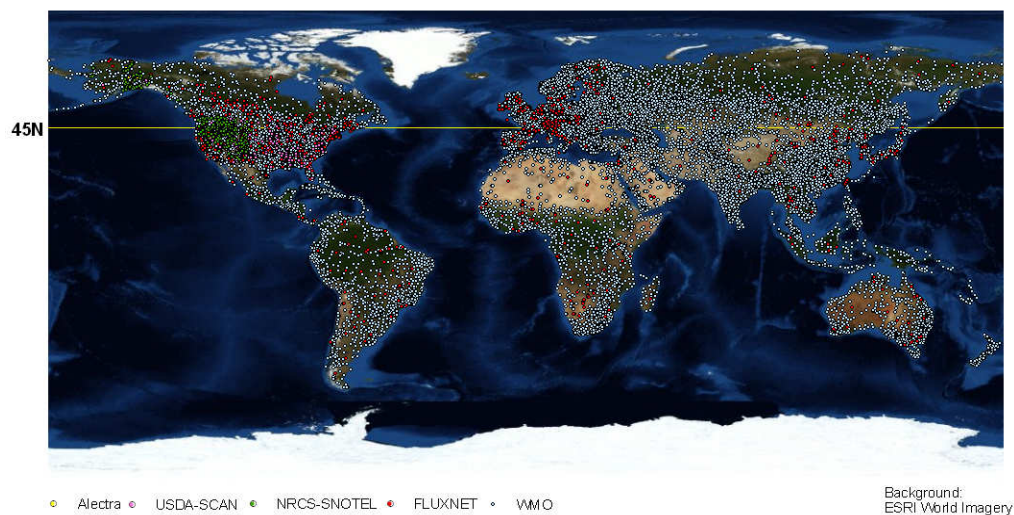 45N
Alectra USDA-SCAN NRCS-SNOTEL FLUXNET WMO
Background:
ESRI World Imagery